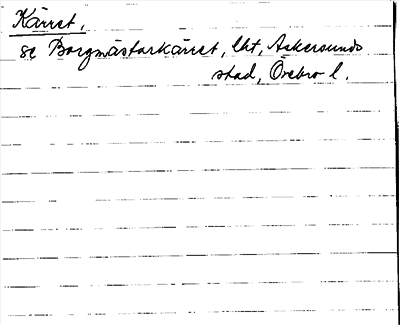 Kärret,
se Borgmästarkärret, lht, Askersunds
stad, Örebro l.